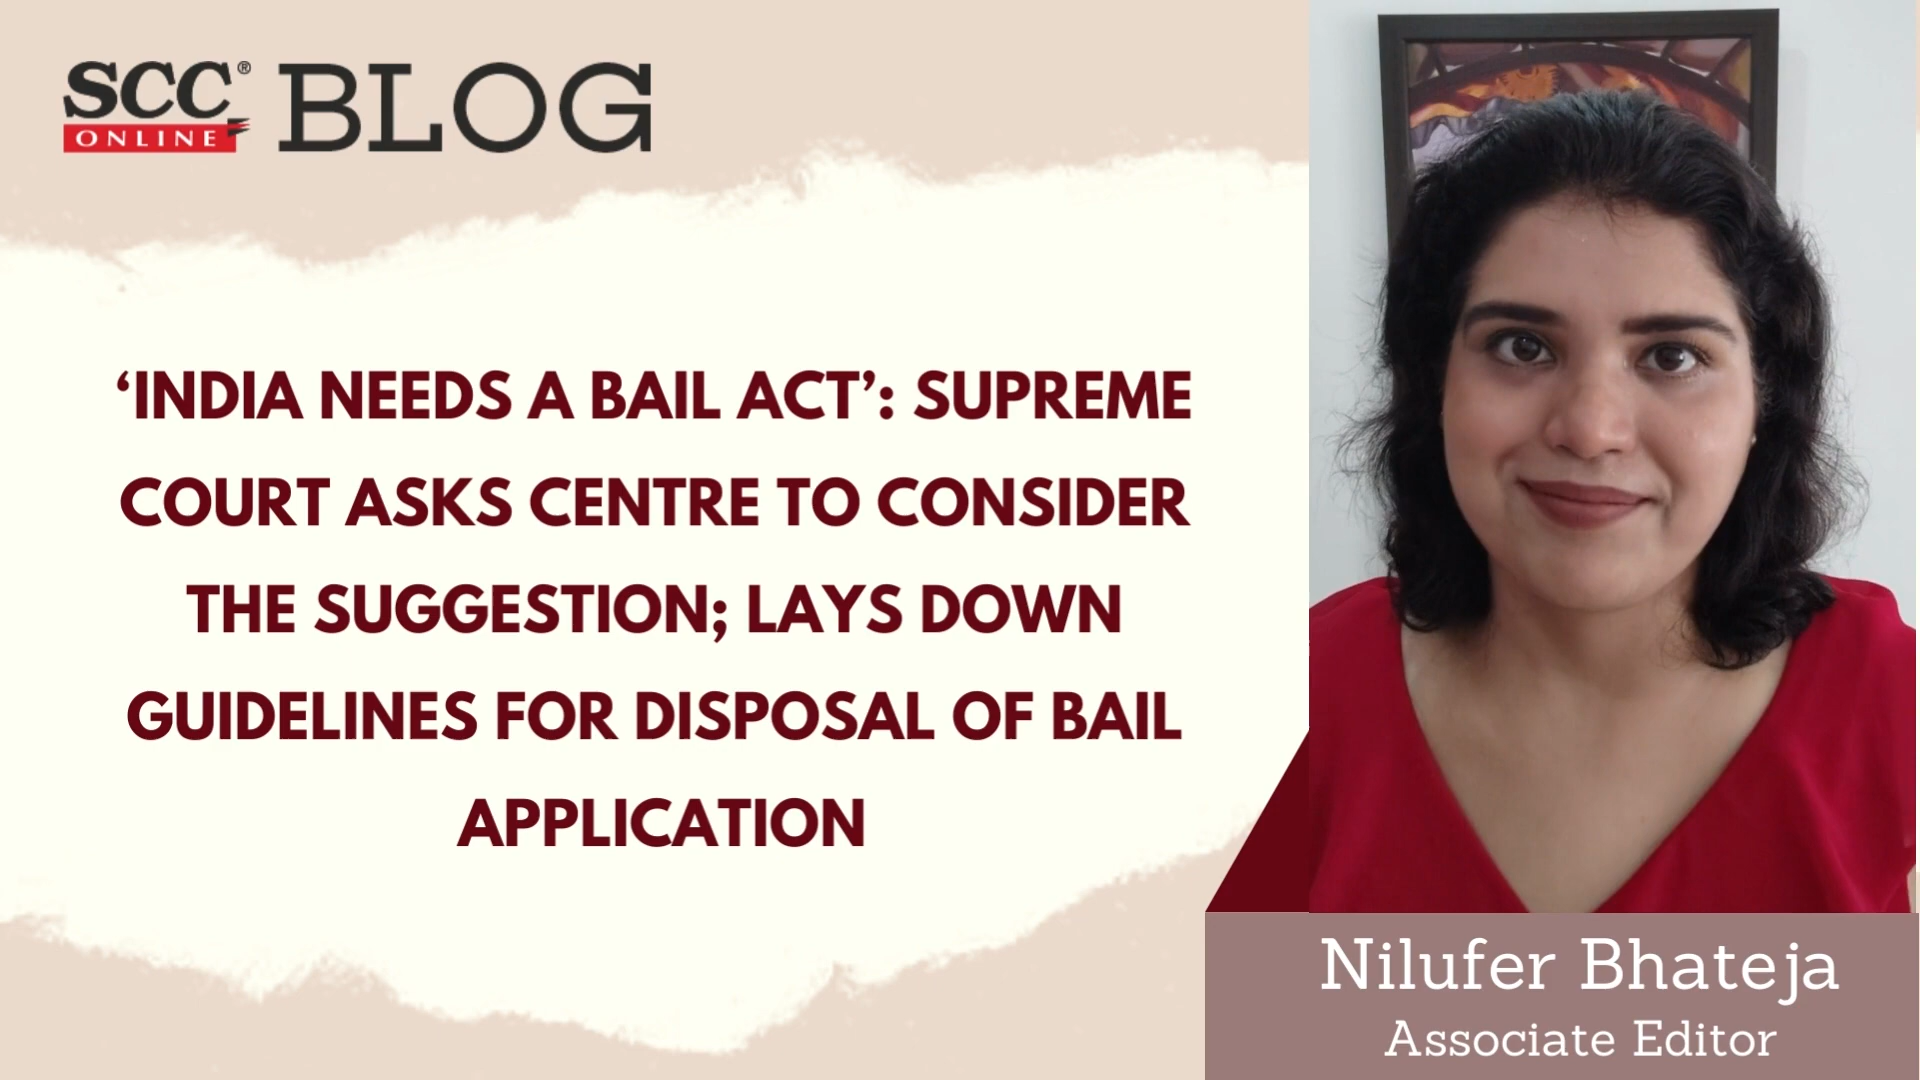 SCC® BLOG
ONLINE
‘INDIA NEEDS A BAIL ACT’: SUPREME
COURT ASKS CENTRE TO CONSIDER
THE SUGGESTION; LAYS DOWN
GUIDELINES FOR DISPOSAL OF BAIL
APPLICATION
Nilufer Bhateja
Associate Editor